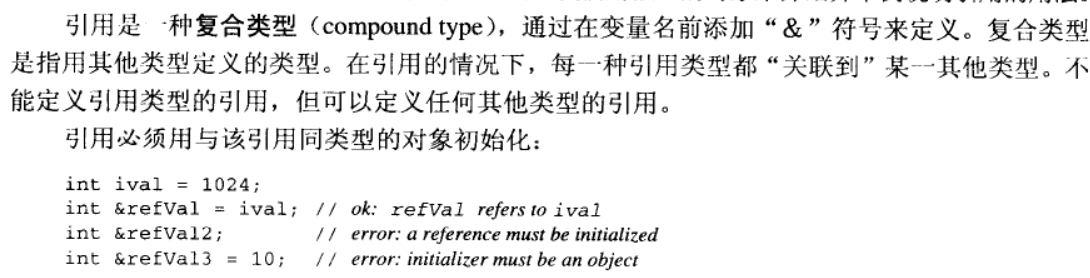 引用是一种复合类型（compound type），通过在变量名前添加“&”符号来定义。复合类型
是指用其他类型定义的类型。在引用的情况下，每一种引用类型都“关联到”某一其他类型。不
能定义引用类型的引用，但可以定义任何其他类型的引用。
引用必须用与该引用同类型的对象初始化：
int ival = 1024;
int &refVal = ival; // ok: refVal refers to ival
int &refVal2; // error: a reference must be initialized
int &refVal3 = 10; // error: initializer must be an object